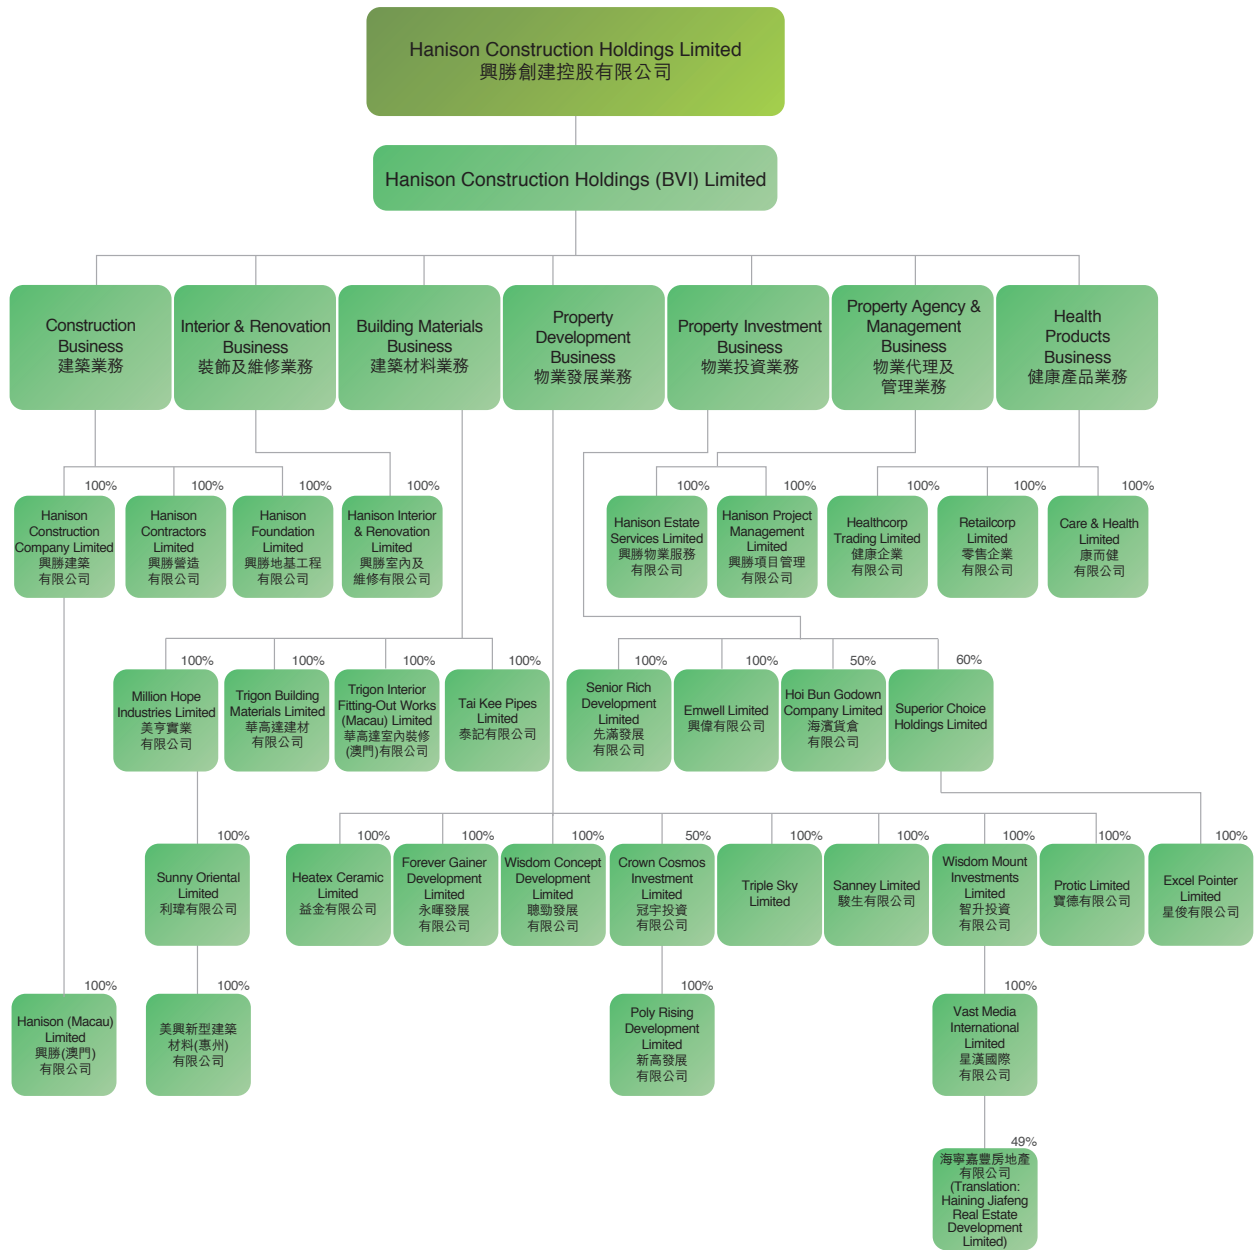 Hanison Construction Holdings Limited
興勝創建控股有限公司
Hanison Construction Holdings (BVI) Limited
Construction
Business
建築業務
Interior & Renovation
Business
裝飾及維修業務
Building Materials
Business
建築材料業務
Property
Development
Business
物業發展業務
Property Investment
Business
物業投資業務
Property Agency &
Management
Business
物業代理及
管理業務
Health
Products
Business
健康產品業務
100%
Hanison
Construction
Company Limited
興勝建築
有限公司
100%
Hanison
Contractors
Limited
興勝營造
有限公司
100%
Hanison
Foundation
Limited
興勝地基工程
有限公司
100%
Hanison Interior
& Renovation
Limited
興勝室內及
維修有限公司
100%
Hanison Estate
Services Limited
興勝物業服務
有限公司
100%
Hanison Project
Management
Limited
興勝項目管理
有限公司
100%
Healthcorp
Trading Limited
健康企業
有限公司
100%
Retailcorp
Limited
零售企業
有限公司
100%
Care & Health
Limited
康而健
有限公司
100%
Million Hope
Industries Limited
美亨實業
有限公司
100%
Trigon Building
Materials Limited
華高達建材
有限公司
100%
Trigon Interior
Fitting-Out Works
(Macau) Limited
華高達室內裝修
(澳門)有限公司
100%
Tai Kee Pipes
Limited
泰記有限公司
100%
Senior Rich
Development
Limited
先滿發展
有限公司
100%
Emwell Limited
興偉有限公司
50%
Hoi Bun Godown
Company Limited
海濱貨倉
有限公司
60%
Superior Choice
Holdings Limited
100%
Sunny Oriental
Limited
利瑋有限公司
100%
Heatex Ceramic
Limited
益金有限公司
100%
Forever Gainer
Development
Limited
永暉發展
有限公司
100%
Wisdom Concept
Development
Limited
聰勁發展
有限公司
50%
Crown Cosmos
Investment
Limited
冠宇投資
有限公司
100%
Triple Sky
Limited
100%
Sanney Limited
駿生有限公司
100%
Wisdom Mount
Investments
Limited
智升投資
有限公司
100%
Protic Limited
寶德有限公司
100%
Excel Pointer
Limited
星俊有限公司
100%
Hanison (Macau)
Limited
興勝(澳門)
有限公司
100%
美興新型建築
材料(惠州)
有限公司
100%
Poly Rising
Development
Limited
新高發展
有限公司
100%
Vast Media
International
Limited
星漢國際
有限公司
49%
海寧嘉豐房地產
有限公司
(Translation:
Haining Jiafeng
Real Estate
Development
Limited)